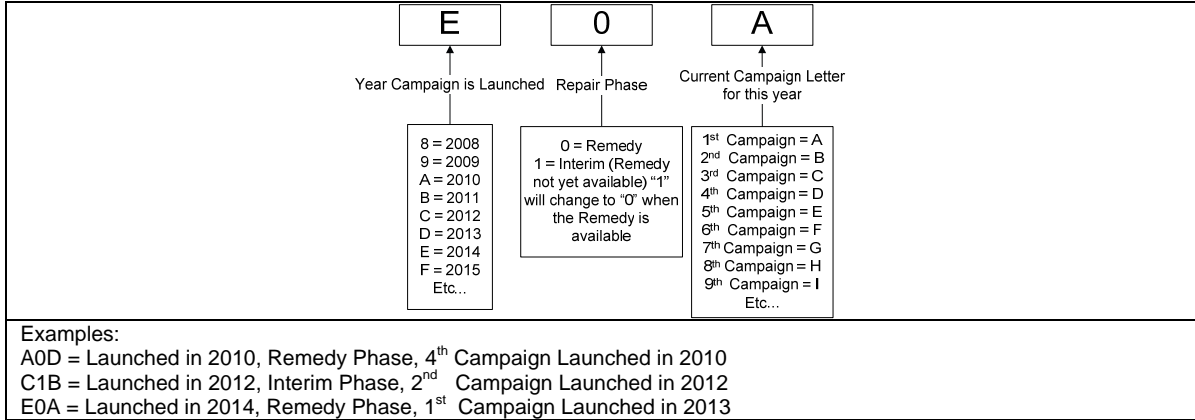 E 0 A
Year Campaign is Launched Repair Phase Current Campaign Letter
for this year
8 = 2008
9 = 2009
A = 2010
B = 2011
C = 2012
D = 2013
E = 2014
F = 2015
Etc...
0 = Remedy
1 = Interim (Remedy
not yet available) “1”
will change to “0” when
the Remedy is
available
1st Campaign = A
2nd Campaign = B
3rd Campaign = C
4th Campaign = D
5th Campaign = E
6th Campaign = F
7th Campaign = G
8th Campaign = H
9th Campaign = I
Etc...
Examples:
A0D = Launched in 2010, Remedy Phase, 4th Campaign Launched in 2010
C1B = Launched in 2012, Interim Phase, 2nd Campaign Launched in 2012
E0A = Launched in 2014, Remedy Phase, 1st Campaign Launched in 2013